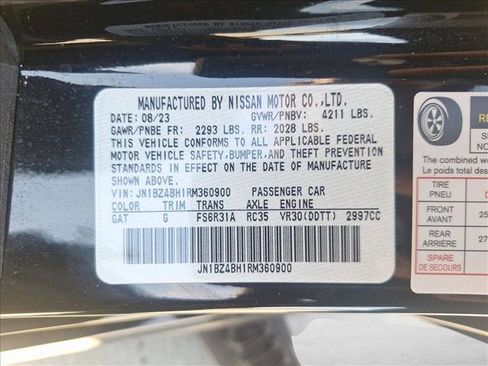 MANUFACTURED BY NISSAN MOTOR CO.,LTD.
DATE: 08/23 GVWR/PNBV: 4211 LBS.
GAWR/PNBE FR: 2293 LBS. RR: 2028 LBS.
THIS VEHICLE CONFORMS TO ALL APPLICABLE FEDERAL
MOTOR VEHICLE SAFETY, BUMPER, AND THEFT PREVENTION
STANDARDS IN EFFECT ON THE DATE OF MANUFACTURE
SHOWN ABOVE.
VIN: JN1BZ4BH1RM360900 PASSENGER CAR
COLOR TRIM TRANS AXLE ENGINE
GAT G FS6R31A RC35 VR30(DDTT) 2997CC
JN1BZ4BH1RM360900
The combined
Le poids total des
TIRE
PNEU
FRONT
AVANT
25
REAR
ARRIÈRE
27
SPARE
DE SECOURS